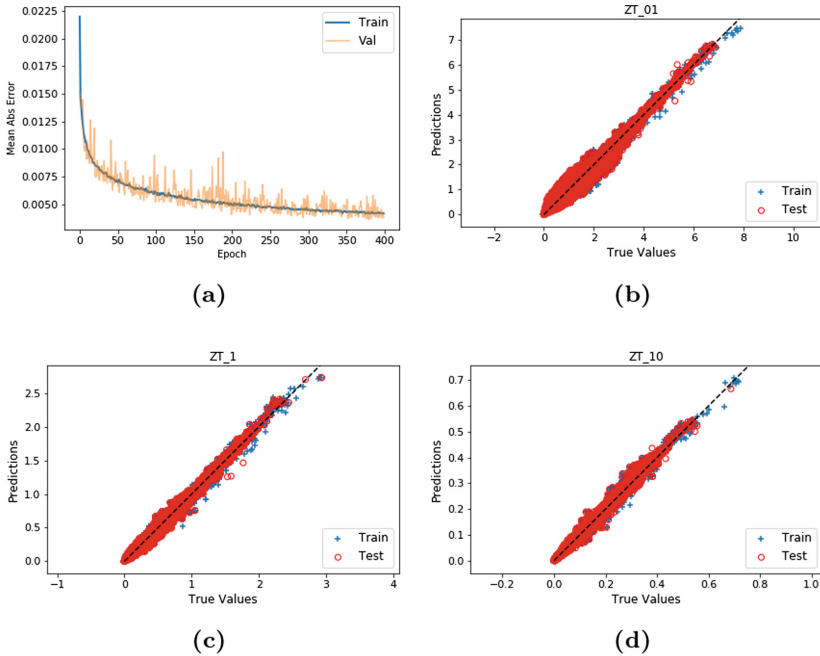 0.0225
0.0200
0.0175
0.0150
0.0125
0.0100
0.0075
0.0050
Mean Abs Error
Train
Val
0 50 100 150 200 250 300 350 400
Epoch
(a)
ZT_01
7
6
5
4
3
2
1
0
Predictions
Train
Test
−2 0 2 4 6 8 10
True Values
(b)
ZT_1
2.5
2.0
1.5
1.0
0.5
0.0
Predictions
Train
Test
−1 0 1 2 3 4
True Values
(c)
ZT_10
0.7
0.6
0.5
0.4
0.3
0.2
0.1
0.0
Predictions
Train
Test
−0.2 0.0 0.2 0.4 0.6 0.8 1.0
True Values
(d)